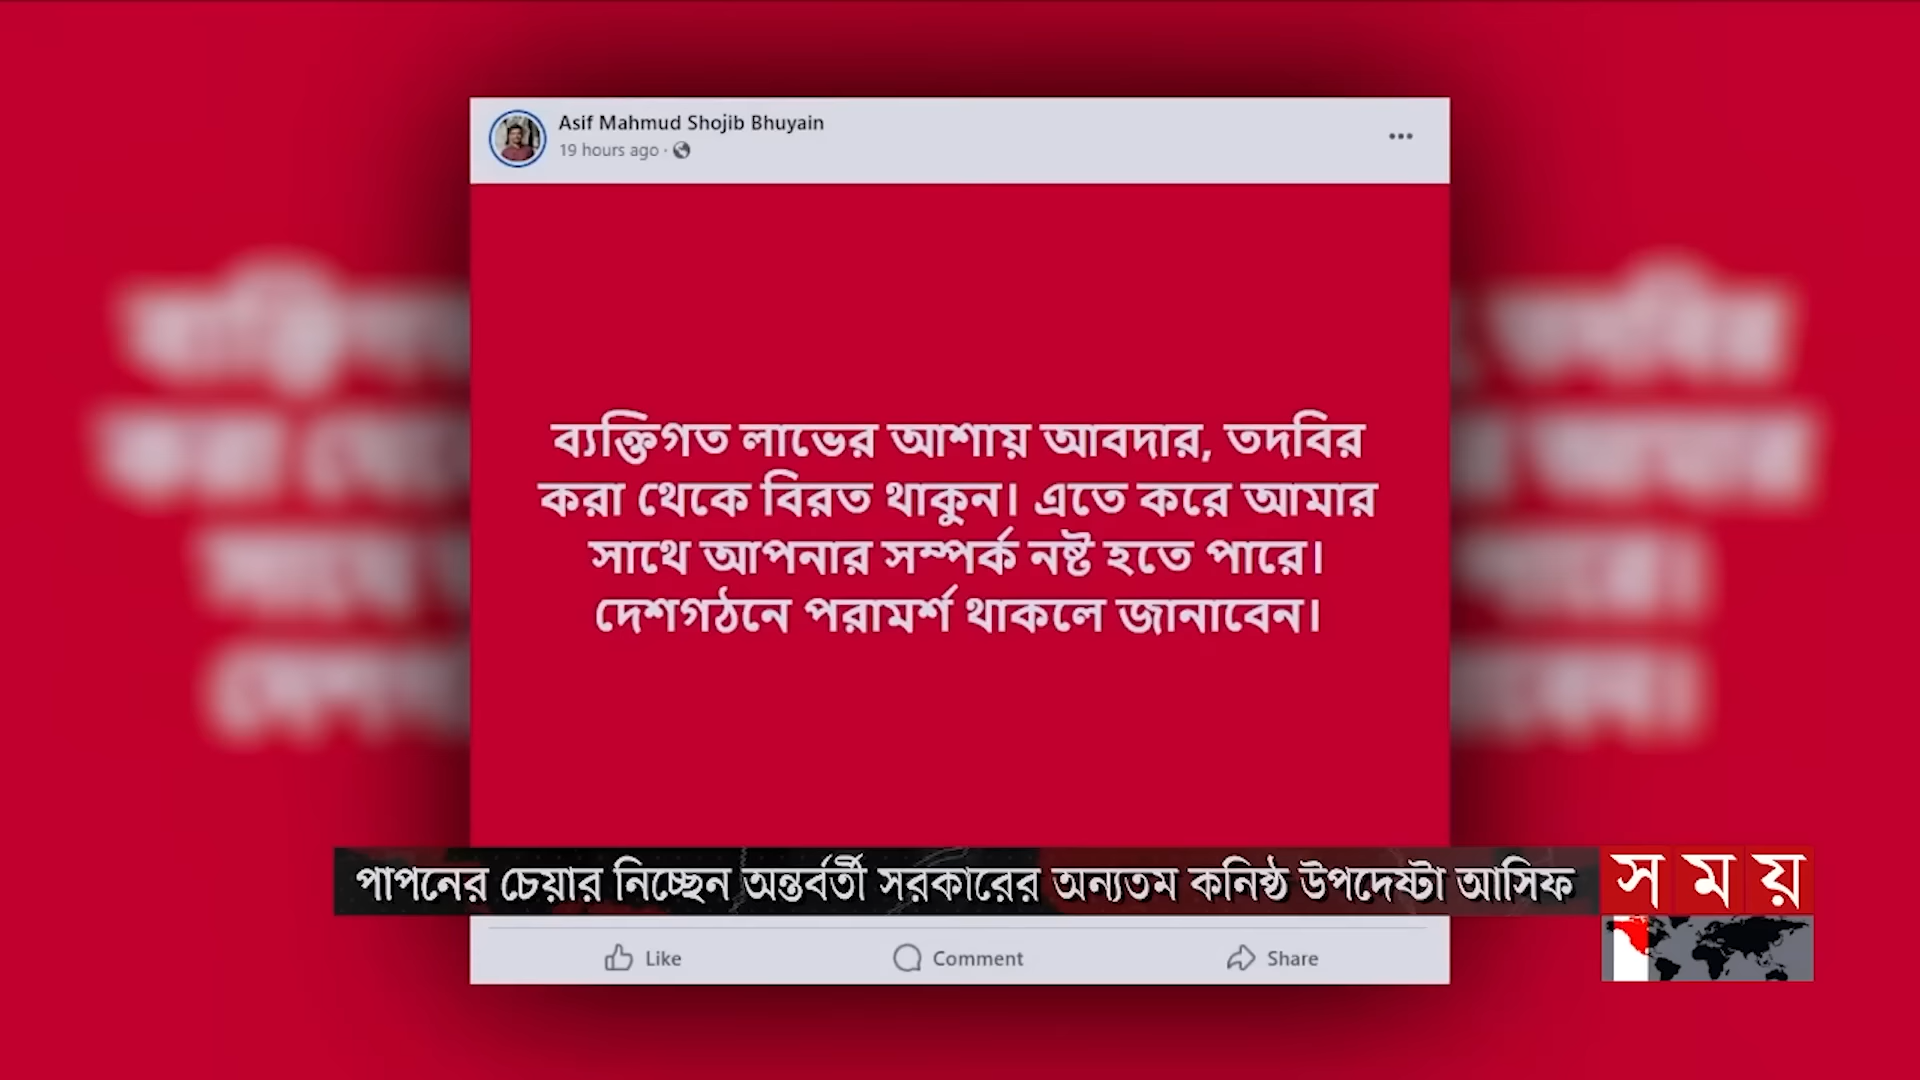 Asif Mahmud Shojib Bhuyain
19 hours ago ·
ব্যক্তিগত লাভের আশায় আবদার, তদবির
করা থেকে বিরত থাকুন। এতে করে আমার
সাথে আপনার সম্পর্ক নষ্ট হতে পারে।
দেশগঠনে পরামর্শ থাকলে জানাবেন।
পাপনের চেয়ার নিচ্ছেন অন্তর্বর্তী সরকারের অন্যতম কনিষ্ঠ উপদেষ্টা আসিফ
সময়
Like Comment Share